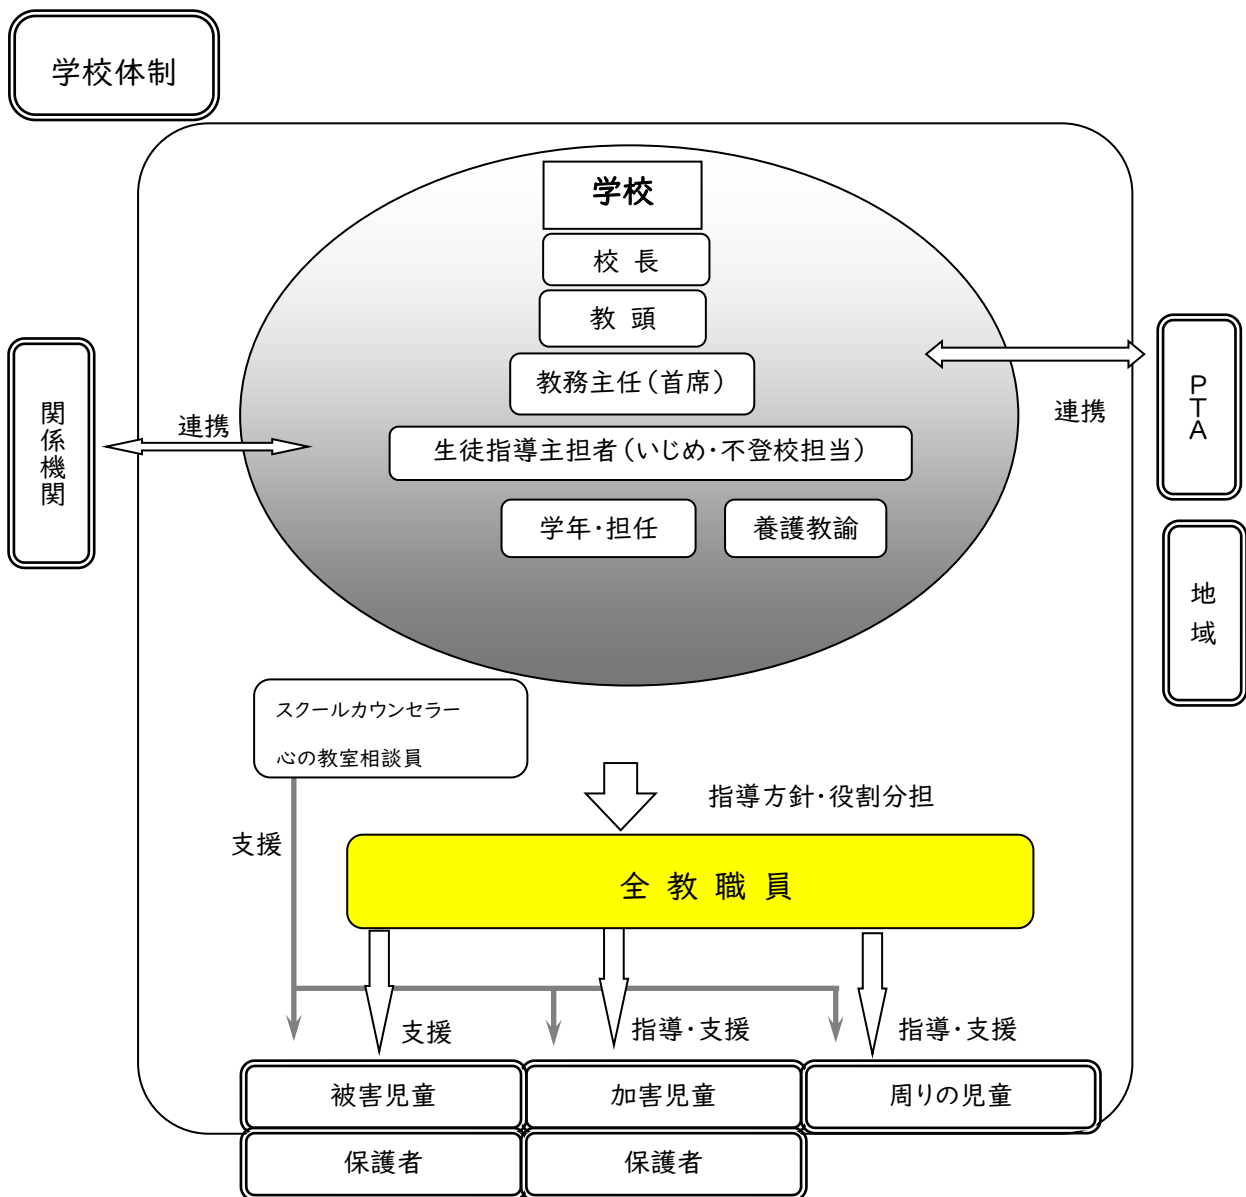 学校体制
学校
校 長
教 頭
教務主任（首席）
生徒指導主担者（いじめ・不登校担当）
学年・担任
養護教諭
関係機関
連携
連携
PTA
地域
スクールカウンセラー
心の教室相談員
指導方針・役割分担
支援
全 教 職 員
支援
指導・支援
指導・支援
被害児童
加害児童
周りの児童
保護者
保護者